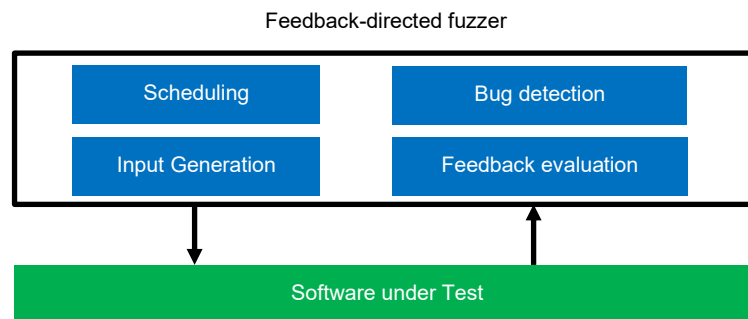 Feedback-directed fuzzer
Scheduling
Bug detection
Input Generation
Feedback evaluation
Software under Test